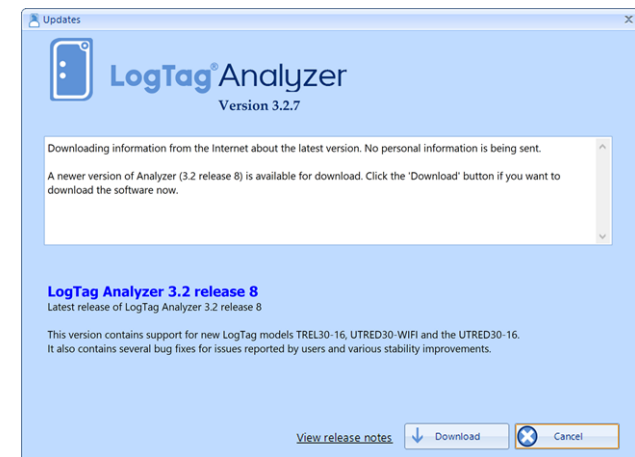 Updates
LogTag® Analyzer
Version 3.2.7
Downloading information from the Internet about the latest version. No personal information is being sent.
A newer version of Analyzer (3.2 release 8) is available for download. Click the 'Download' button if you want to
download the software now.
LogTag Analyzer 3.2 release 8
Latest release of LogTag Analyzer 3.2 release 8
This version contains support for new LogTag models TREL30-16, UTRED30-WIFI and the UTRED30-16.
It also contains several bug fixes for issues reported by users and various stability improvements.
View release notes Download Cancel